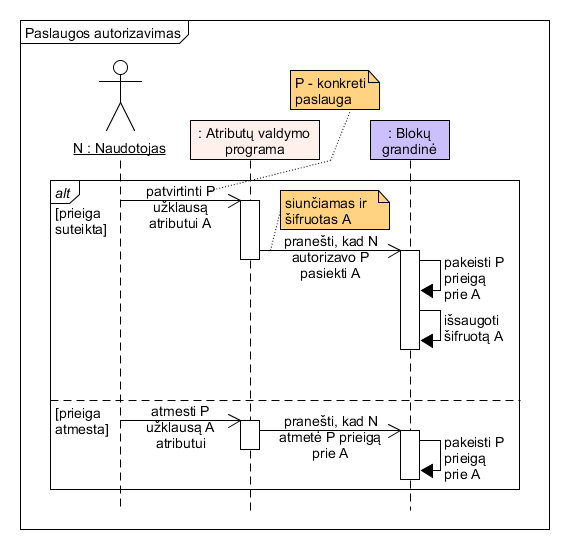 Paslaugos autorizavimas
P - konkreti
paslauga
N : Naudotojas
: Atributų valdymo
programa
: Blokų
grandinė
alt
[prieiga
suteikta]
patvirtinti P
užklausą
atributui A
siunčiamas ir
šifruotas A
pranešti, kad N
autorizavo P
pasiekti A
pakeisti P
prieigą
prie A
išsaugoti
šifruotą A
[prieiga
atmesta]
atmesti P
užklausą A
atributui
pranešti, kad N
atmetė P prieigą
prie A
pakeisti P
prieigą
prie A